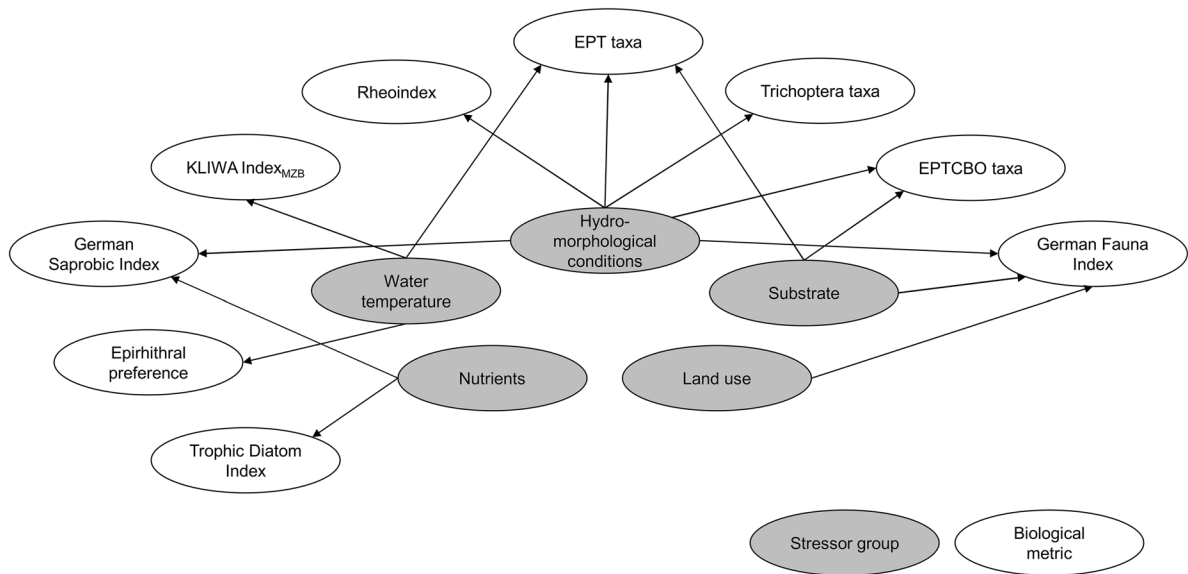 EPT taxa
Rheoindex
Trichoptera taxa
KLIWA Index_MZB
EPTCBO taxa
German
Saprobic Index
Hydro-
morphological
conditions
German Fauna
Index
Water
temperature
Substrate
Epirhithral
preference
Nutrients
Land use
Trophic Diatom
Index
Stressor group
Biological
metric